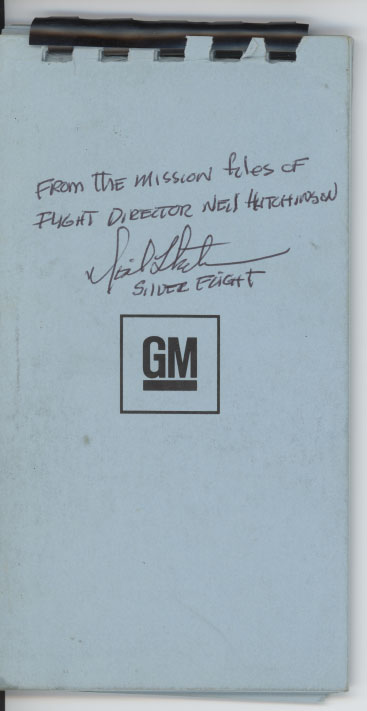 FROM THE MISSION files OF
FLIGHT DIRECTOR NEIL HUTCHINSON
SILVER FLIGHT
GM